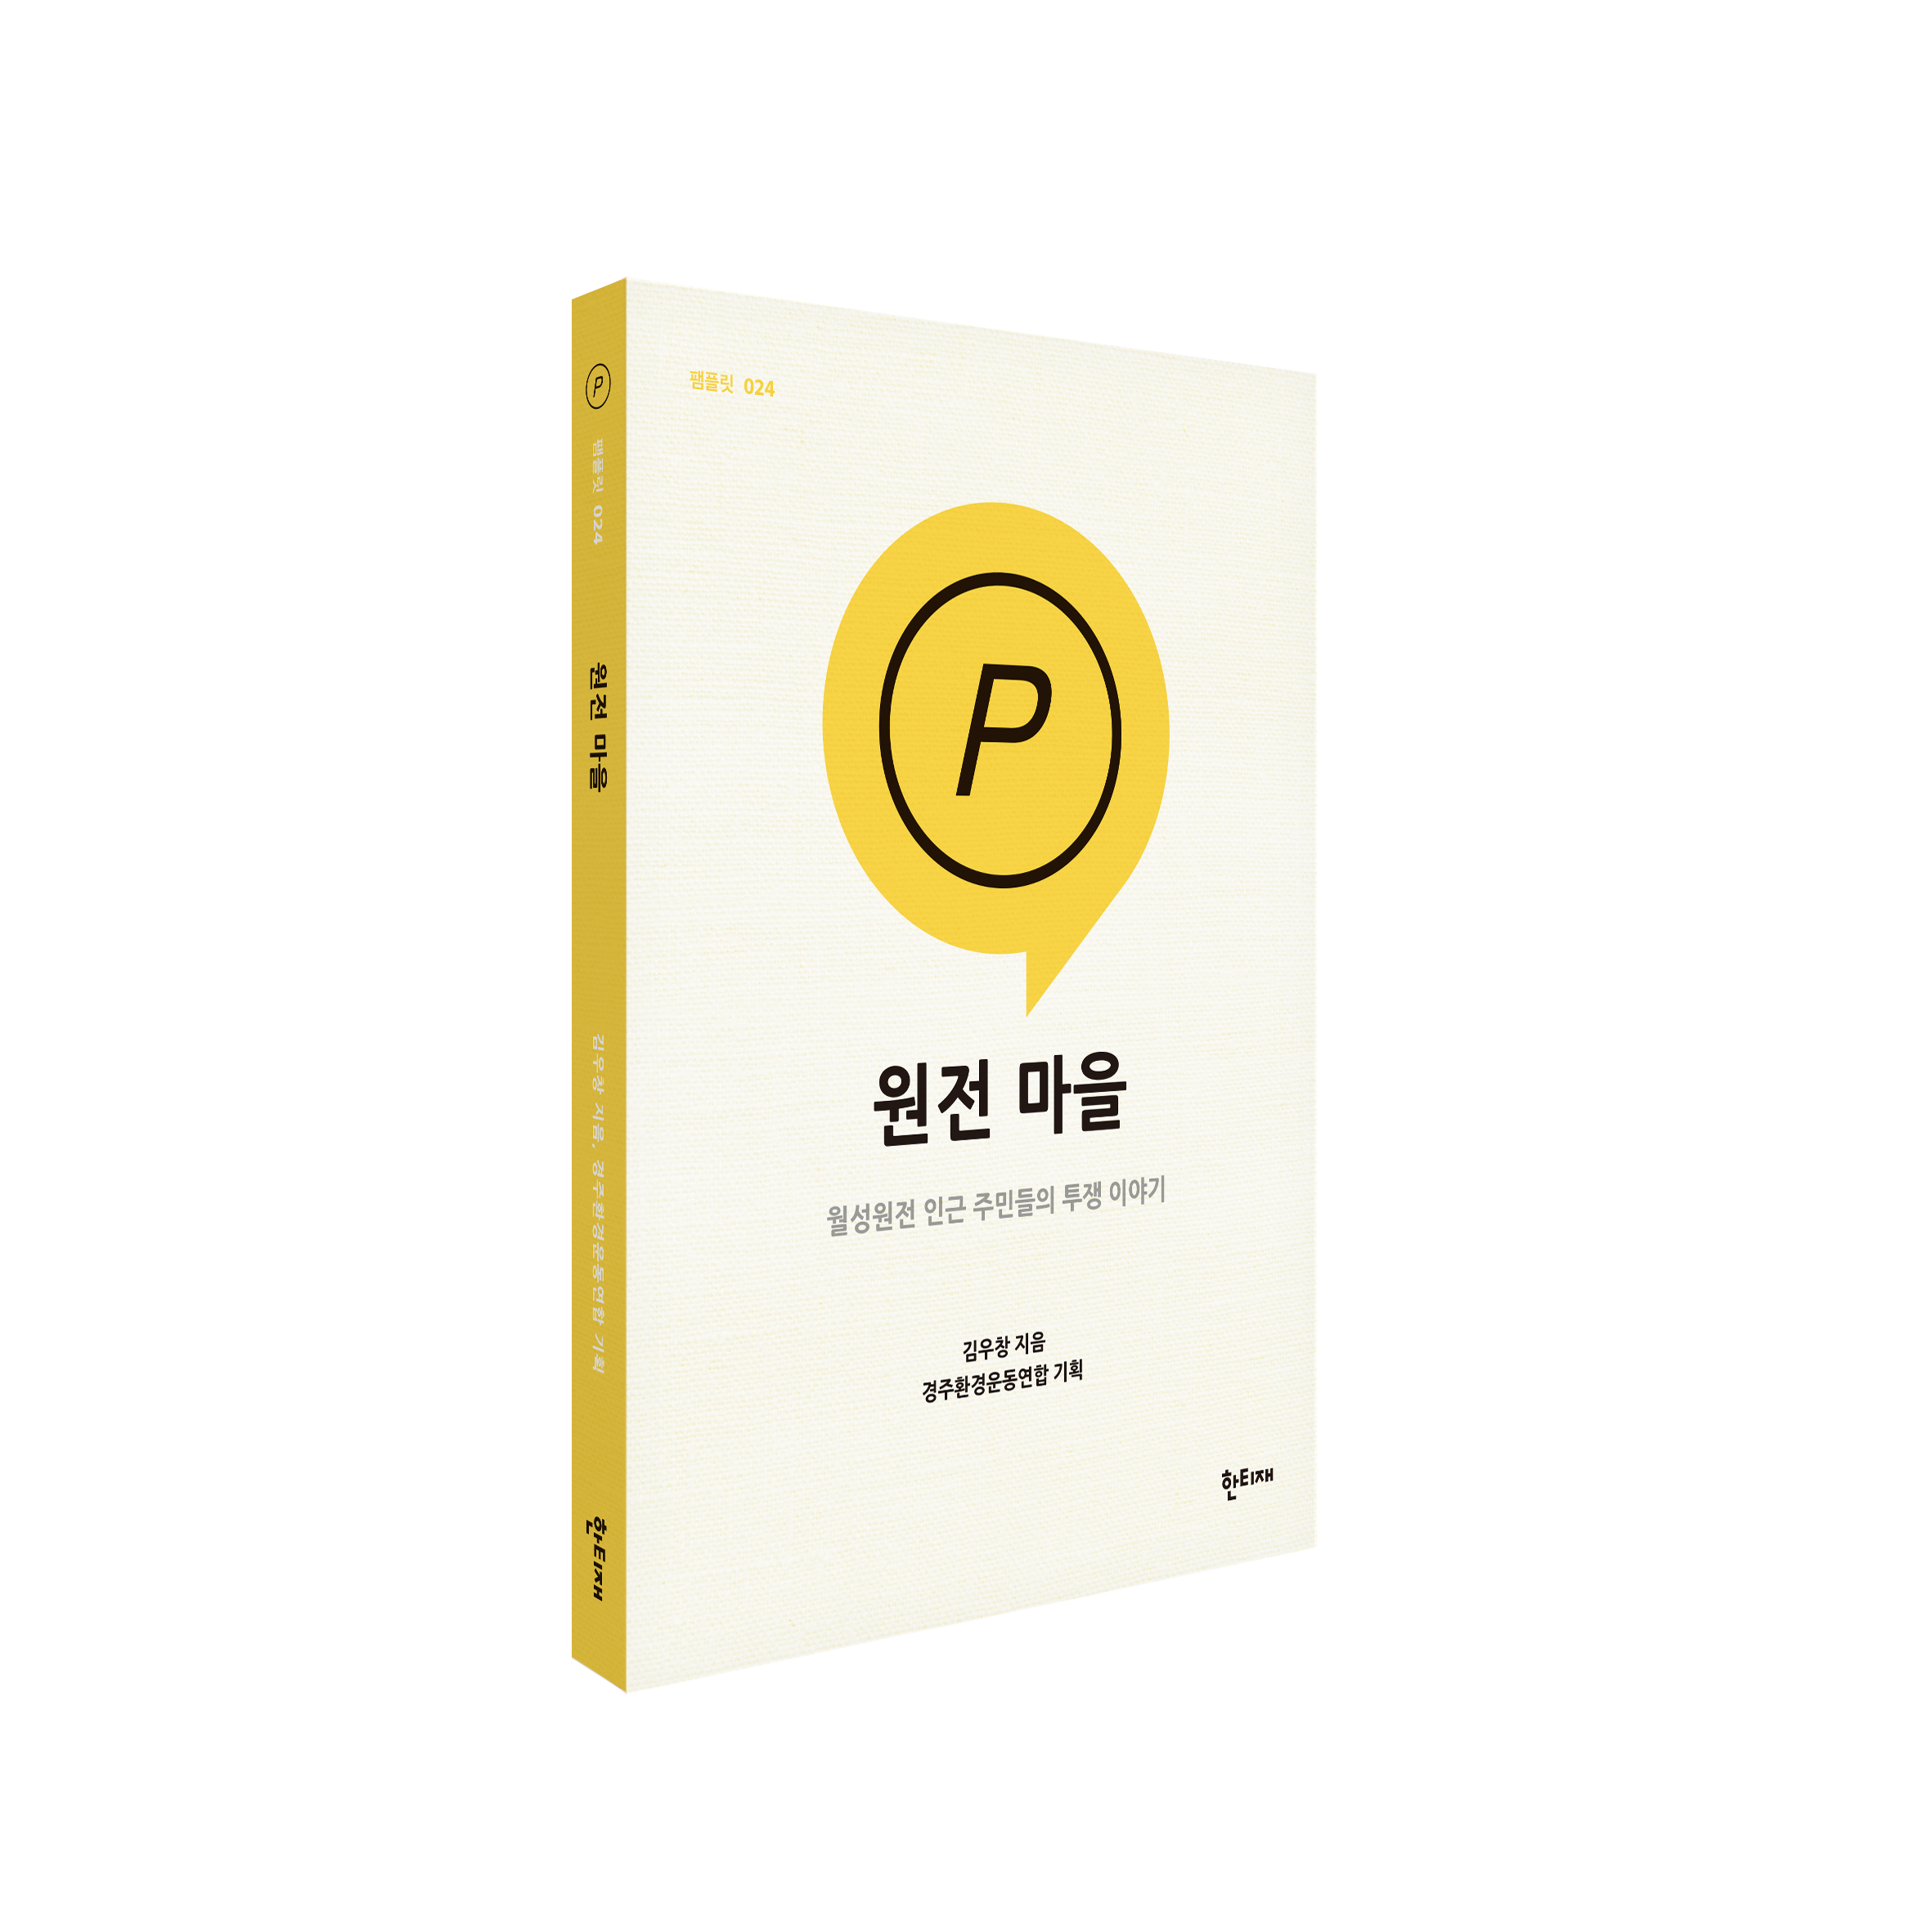 P
팸플릿 024
원전 마을
김우창 지음, 경주환경운동연합 기획
한티재
팸플릿 024
P
원전 마을
월성원전 인근 주민들의 투쟁 이야기
김우창 지음
경주환경운동연합 기획
한티재